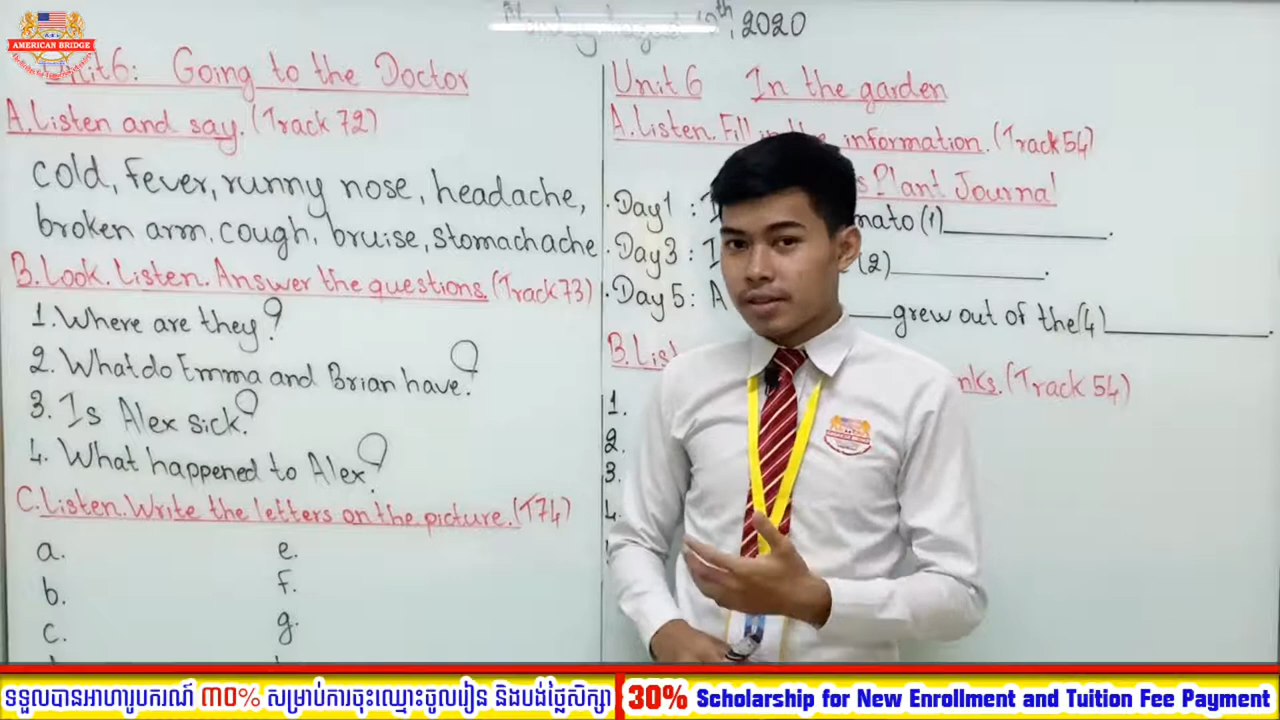 AMERICAN BRIDGE
, 2020
Unit 6: Going to the Doctor
A. Listen and say. (Track 72)
cold, fever, runny nose, headache,
broken arm, cough, bruise, stomachache
B. Look. Listen. Answer the questions. (Track 73)
1. Where are they?
2. What do Emma and Brian have?
3. Is Alex sick?
4. What happened to Alex?
C. Listen. Write the letters on the picture. (T74)
a.
b.
c.
e.
f.
g.
Unit 6 In the garden
A. Listen. Fill in the information. (Track 54)
Plant Journal
. Day 1 : (1)__________.
. Day 3 : (2)__________.
. Day 5 : A ____grew out of the (4)__________.
B. (Track 54)
1.
2.
3.
4.
ទទួលបានអាហារូបករណ៍ ៣០% សម្រាប់ការចុះឈ្មោះចូលរៀន និងបង់ថ្លៃសិក្សា
30% Scholarship for New Enrollment and Tuition Fee Payment